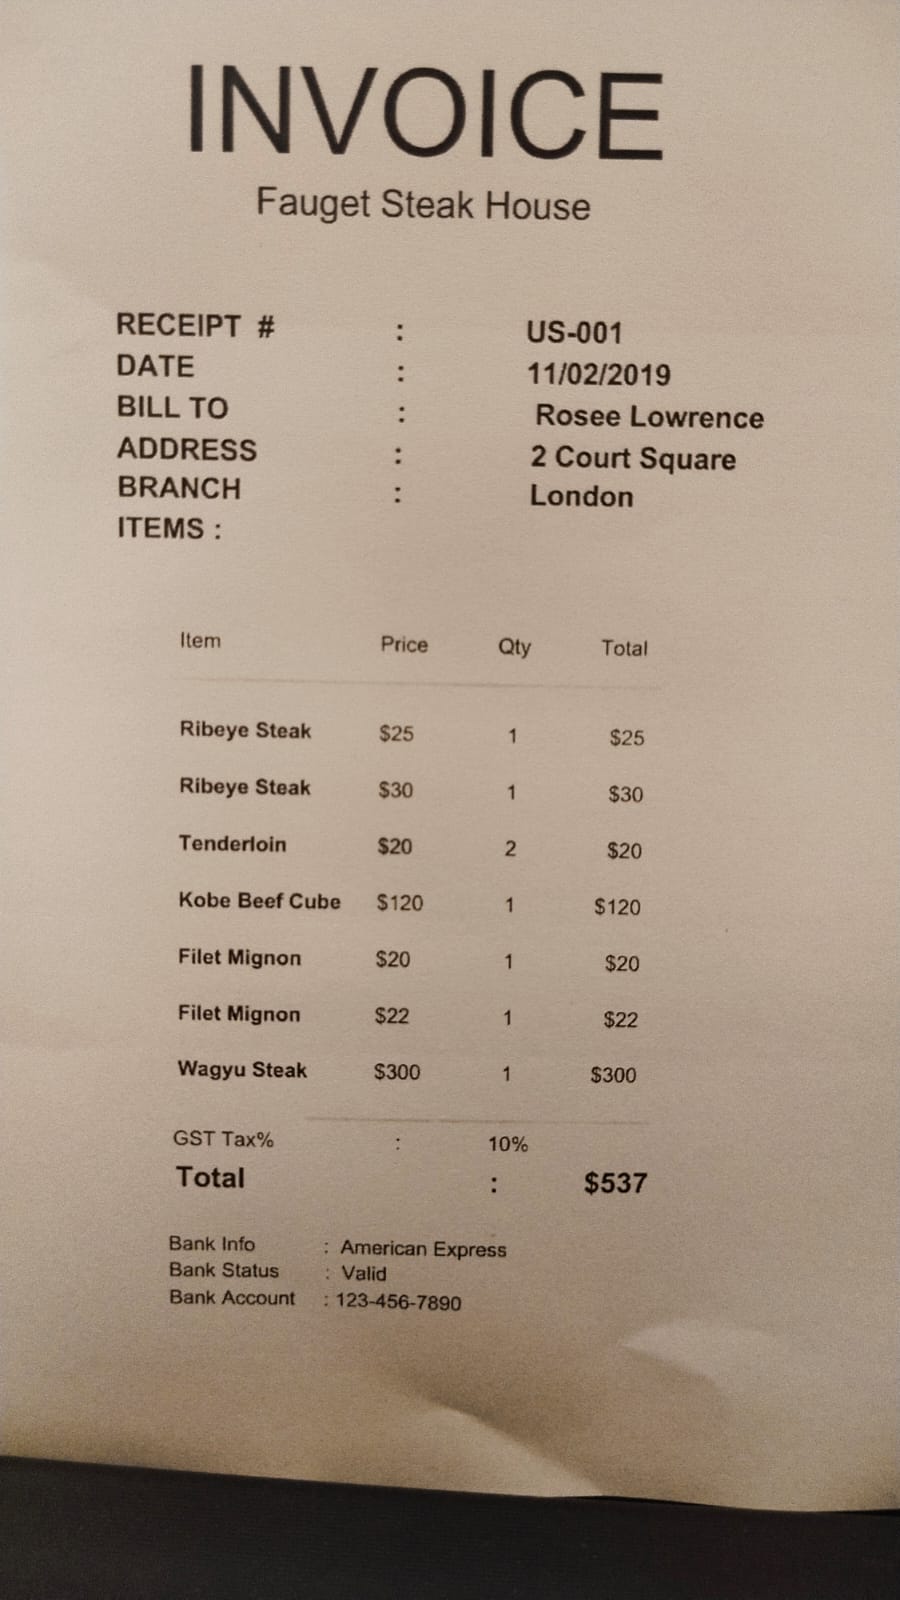 INVOICE
Fauget Steak House
RECEIPT # : US-001
DATE : 11/02/2019
BILL TO : Rosee Lowrence
ADDRESS : 2 Court Square
BRANCH : London
ITEMS :
Item Price Qty Total
Ribeye Steak $25 1 $25
Ribeye Steak $30 1 $30
Tenderloin $20 2 $20
Kobe Beef Cube $120 1 $120
Filet Mignon $20 1 $20
Filet Mignon $22 1 $22
Wagyu Steak $300 1 $300
GST Tax% : 10%
Total : $537
Bank Info : American Express
Bank Status : Valid
Bank Account : 123-456-7890